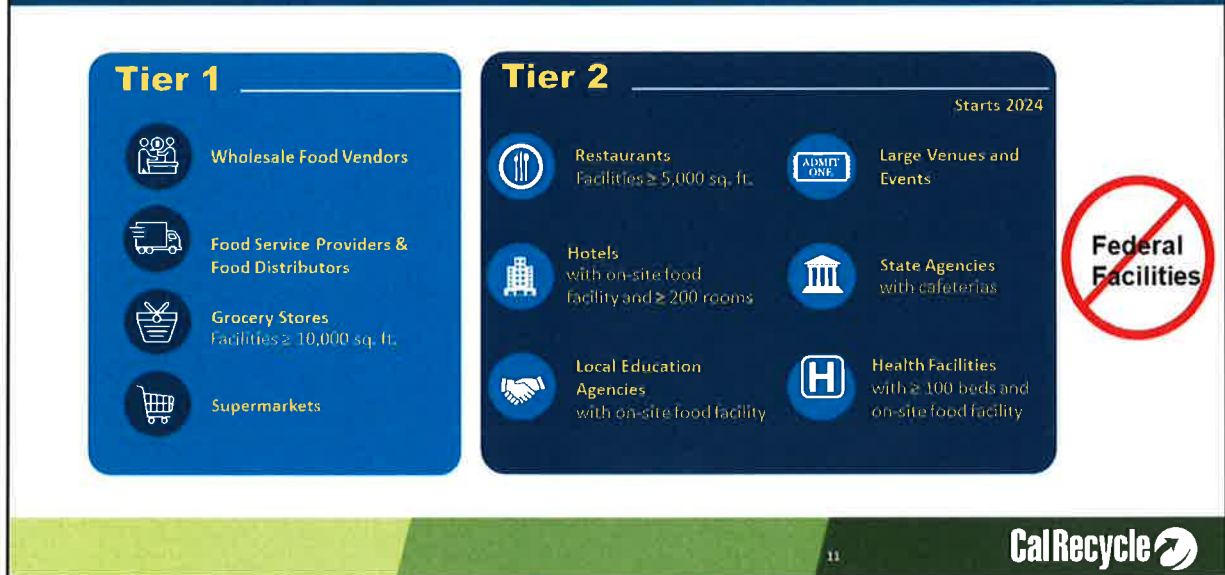 Tier 1
Wholesale Food Vendors
Food Service Providers &
Food Distributors
Grocery Stores
Facilities ≥ 10,000 sq. ft.
Supermarkets
Tier 2
Starts 2024
Restaurants
Facilities ≥ 5,000 sq. ft.
Hotels
with on-site food
facility and ≥ 200 rooms
Local Education
Agencies
with on-site food facility
ADMIT
ONE
Large Venues and
Events
State Agencies
with cafeterias
H
Health Facilities
with ≥ 100 beds and
on-site food facility
Federal
Facilities
11
CalRecycle